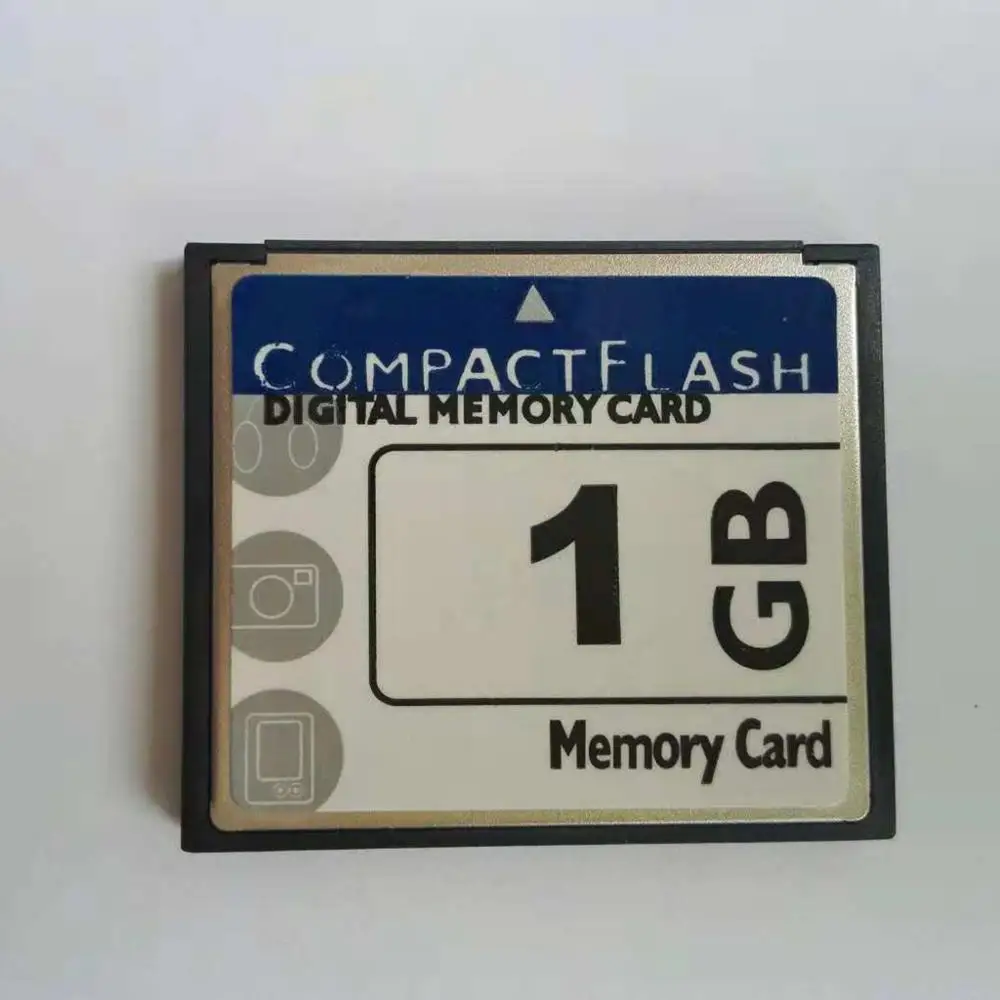 COMPACTFLASH
DIGITAL MEMORY CARD
1 GB
Memory Card